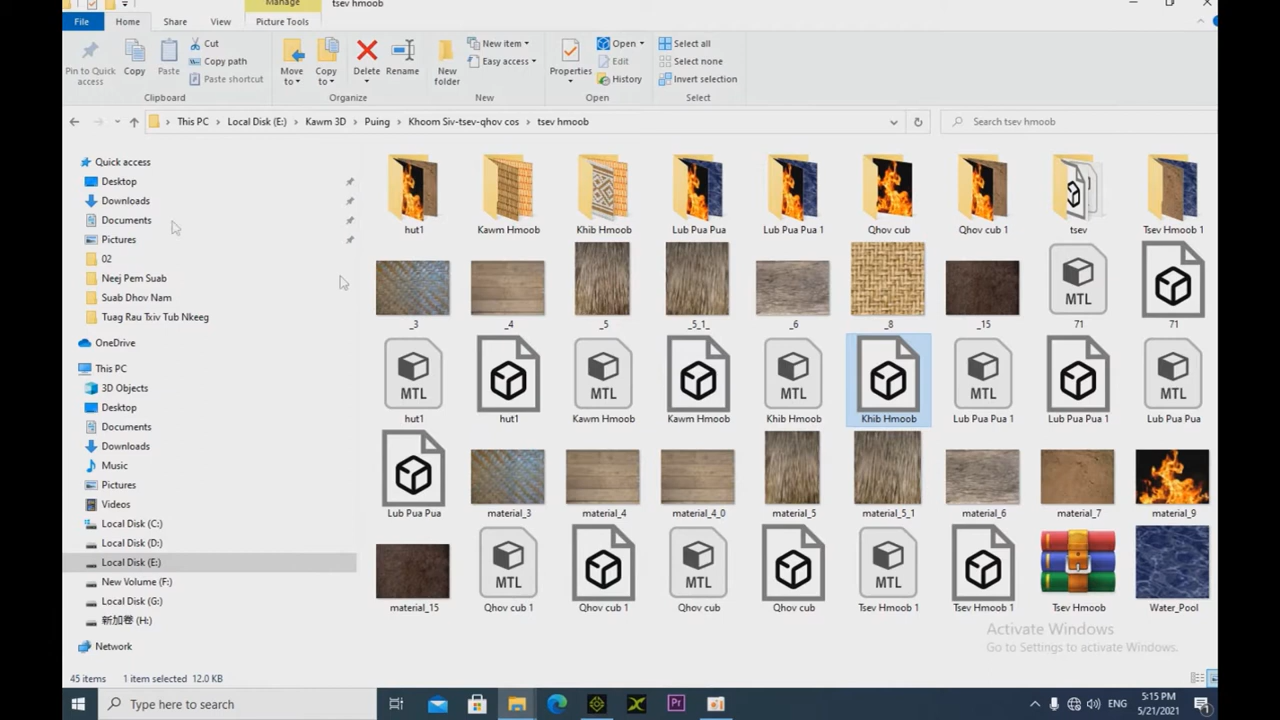 Manage
tsev hmoob
File
Home
Share
View
Picture Tools
Pin to Quick
access
Copy
Paste
Cut
Copy path
Paste shortcut
Move
to
Copy
to
Delete
Rename
New
folder
New item
Easy access
Properties
Open
Edit
History
Select all
Select none
Invert selection
Clipboard
Organize
New
Open
Select
This PC
Local Disk (E:)
Kawm 3D
Puing
Khoom Siv-tsev-qhov cos
tsev hmoob
Search tsev hmoob
Quick access
Desktop
Downloads
Documents
Pictures
02
Neej Pem Suab
Suab Dhov Nam
Tuag Rau Txiv Tub Nkeeg
OneDrive
This PC
3D Objects
Desktop
Documents
Downloads
Music
Pictures
Videos
Local Disk (C:)
Local Disk (D:)
Local Disk (E:)
New Volume (F:)
Local Disk (G:)
新加卷 (H:)
Network
hut1
Kawm Hmoob
Khib Hmoob
Lub Pua Pua
Lub Pua Pua 1
Qhov cub
Qhov cub 1
tsev
Tsev Hmoob 1
_3
_4
_5
_5_1_
_6
_8
_15
MTL
71
71
MTL
hut1
hut1
MTL
Kawm Hmoob
Kawm Hmoob
MTL
Khib Hmoob
Khib Hmoob
MTL
Lub Pua Pua 1
Lub Pua Pua 1
MTL
Lub Pua Pua
Lub Pua Pua
material_3
material_4
material_4_0
material_5
material_5_1
material_6
material_7
material_9
material_15
MTL
Qhov cub 1
Qhov cub 1
MTL
Qhov cub
Qhov cub
MTL
Tsev Hmoob 1
Tsev Hmoob 1
Tsev Hmoob
Water_Pool
Activate Windows
Go to Settings to activate Windows.
45 items
1 item selected 12.0 KB
Type here to search
Pr
ENG
5:15 PM
5/21/2021
1